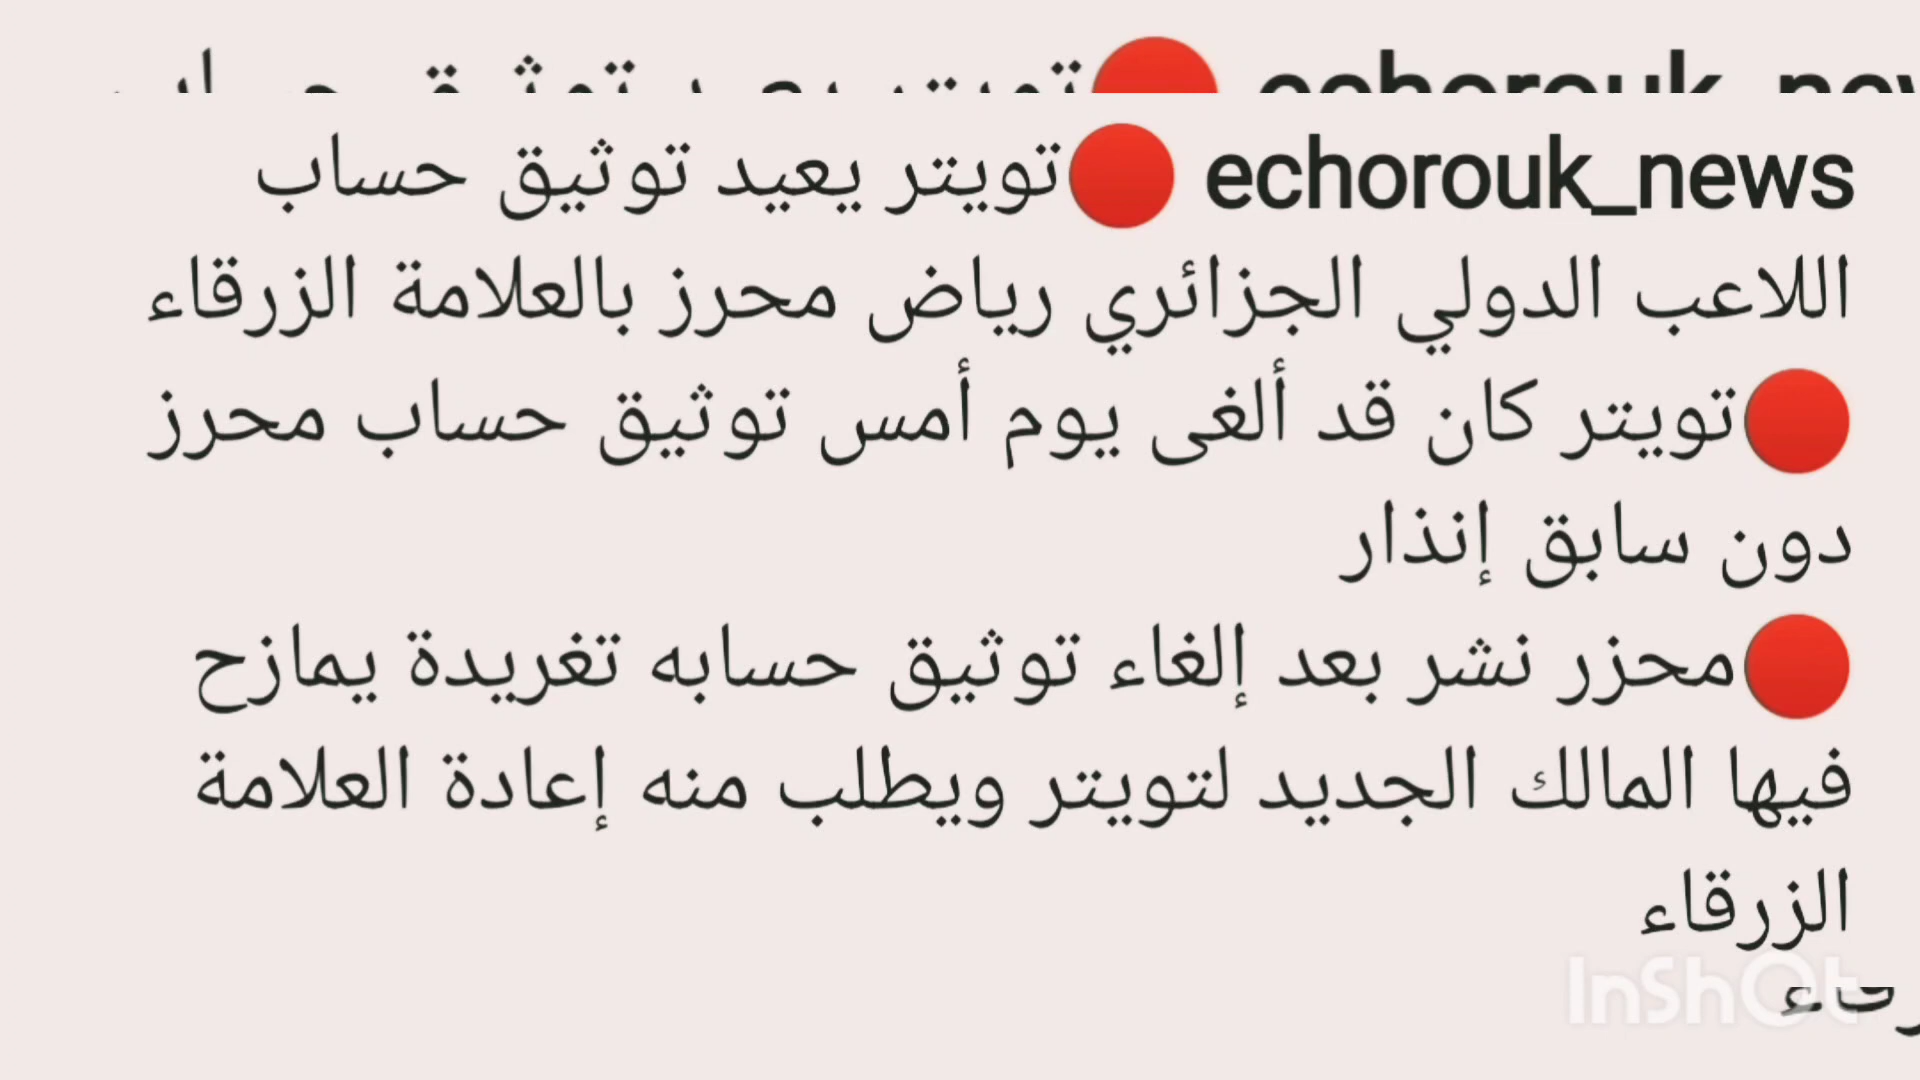 echorouk_news 🔴تويتر يعيد توثيق حساب
اللاعب الدولي الجزائري رياض محرز بالعلامة الزرقاء
🔴تويتر كان قد ألغى يوم أمس توثيق حساب محرز
دون سابق إنذار
🔴محزر نشر بعد إلغاء توثيق حسابه تغريدة يمازح
فيها المالك الجديد لتويتر ويطلب منه إعادة العلامة
الزرقاء
InShOt